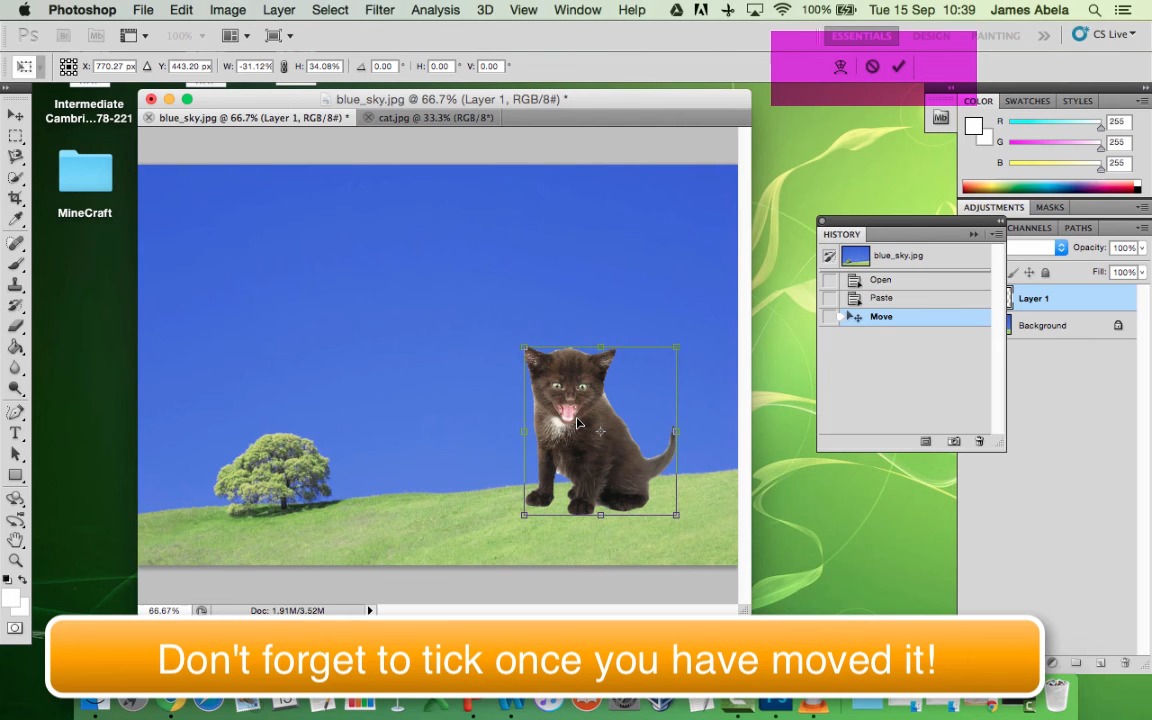 Photoshop File Edit Image Layer Select Filter Analysis 3D View Window Help 100% Tue 15 Sep 10:39 James Abela
Ps Br Mb 100% ESSENTIALS DESIGN PAINTING CS Live
X: 770.27 px Y: 443.20 px W: -31.12% H: 34.08% 0.00 ° H: 0.00 ° V: 0.00 °
Intermediate
Cambri...78-221
MineCraft
blue_sky.jpg @ 66.7% (Layer 1, RGB/8#) *
blue_sky.jpg @ 66.7% (Layer 1, RGB/8#) * cat.jpg @ 33.3% (RGB/8*)
Mb
COLOR SWATCHES STYLES
R 255
G 255
B 255
ADJUSTMENTS MASKS
CHANNELS PATHS
Opacity: 100%
Fill: 100%
Layer 1
Background
HISTORY
blue_sky.jpg
Open
Paste
Move
66.67% Doc: 1.91M/3.52M
Don't forget to tick once you have moved it!